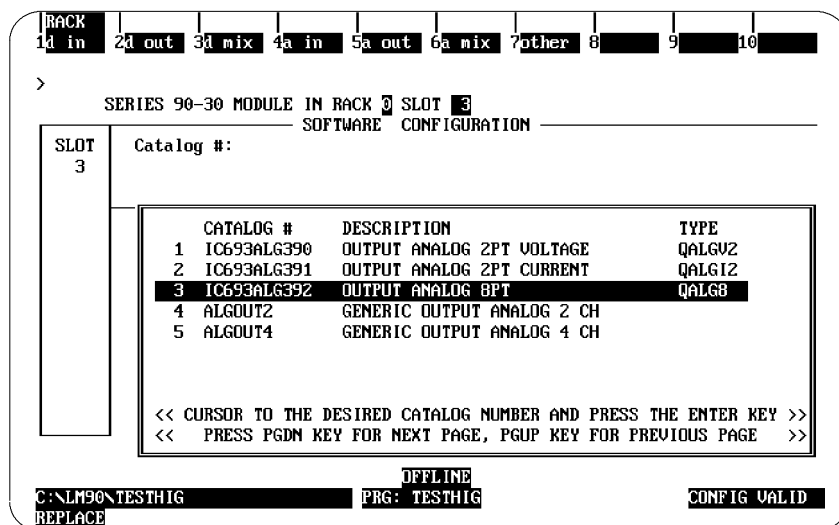 RACK
1d in 2d out 3d mix 4a in 5a out 6a mix 7other 8 9 10
>
SERIES 90-30 MODULE IN RACK 0 SLOT 3
SOFTWARE CONFIGURATION
SLOT Catalog #:
3
CATALOG # DESCRIPTION TYPE
1 IC693ALG390 OUTPUT ANALOG 2PT VOLTAGE QALGV2
2 IC693ALG391 OUTPUT ANALOG 2PT CURRENT QALGI2
3 IC693ALG392 OUTPUT ANALOG 8PT QALG8
4 ALGOUT2 GENERIC OUTPUT ANALOG 2 CH
5 ALGOUT4 GENERIC OUTPUT ANALOG 4 CH
<< CURSOR TO THE DESIRED CATALOG NUMBER AND PRESS THE ENTER KEY >>
<< PRESS PGDN KEY FOR NEXT PAGE, PGUP KEY FOR PREVIOUS PAGE >>
OFFLINE
C:\LM90\TESTHIG PRG: TESTHIG CONFIG VALID
REPLACE